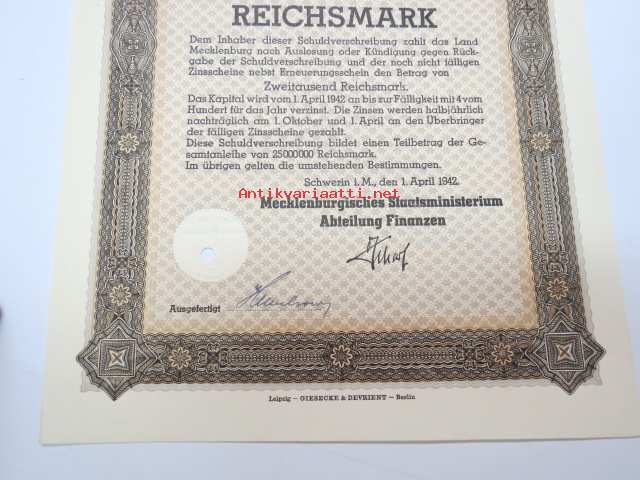 REICHSMARK
Dem Inhaber dieser Schuldverschreibung zahlt das Land
Mecklenburg nach Auslosung oder Kündigung gegen Rück-
gabe der Schuldverschreibung und der noch nicht fälligen
Zinsscheine nebst Erneuerungsschein den Betrag von
Zweitausend Reichsmark.
Das Kapital wird vom 1. April 1942 an bis zur Fälligkeit mit 4 vom
Hundert für das Jahr verzinst. Die Zinsen werden halbjährlich
nachträglich am 1. Oktober und 1. April an den Überbringer
der fälligen Zinsscheine gezahlt.
Diese Schuldverschreibung bildet einen Teilbetrag der Ge-
samtanleihe von 25000000 Reichsmark.
Im übrigen gelten die umstehenden Bestimmungen.
Schwerin i. M., den 1. April 1942.
Antikvariaatti.net
Mecklenburgisches Staatsministerium
Abteilung Finanzen
Ausgefertigt
Leipzig — GIESECKE & DEVRIENT — Berlin